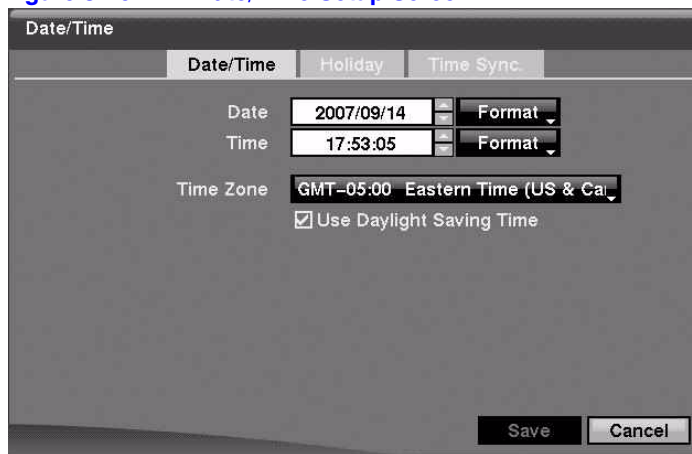 Date/Time
Date/Time Holiday Time Sync.
Date 2007/09/14 Format
Time 17:53:05 Format
Time Zone GMT-05:00 Eastern Time (US &
Use Daylight Saving Time
Save Cancel